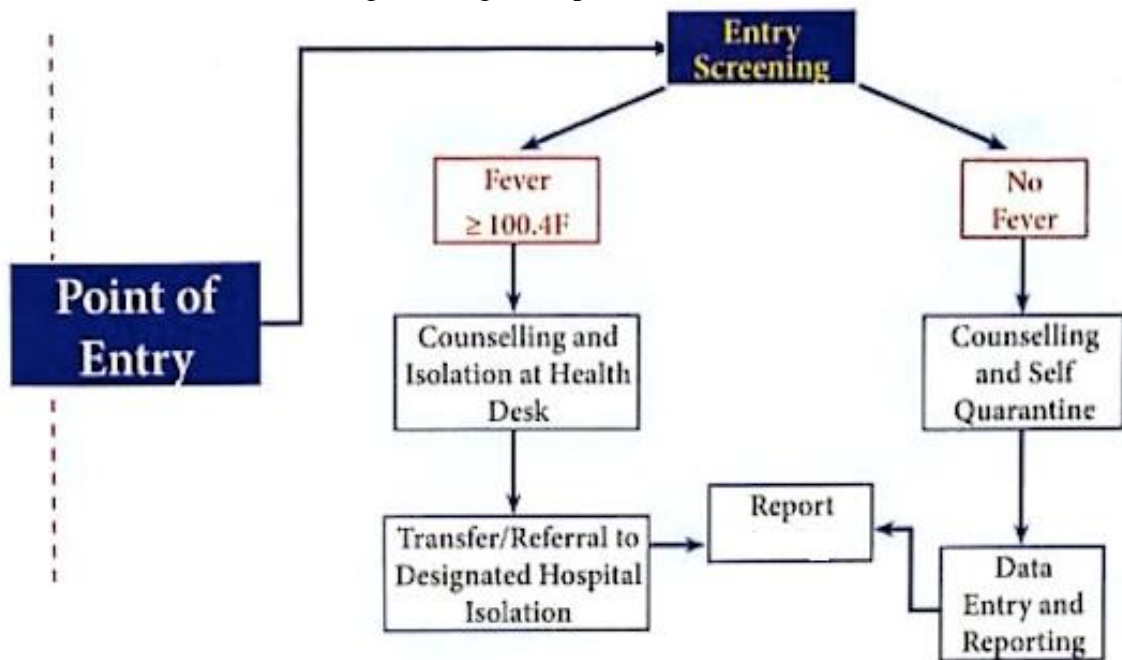 Entry
Screening
Fever
≥ 100.4F
No
Fever
Point of
Entry
Counselling and
Isolation at Health
Desk
Counselling
and Self
Quarantine
Transfer/Referral to
Designated Hospital
Isolation
Report
Data
Entry and
Reporting